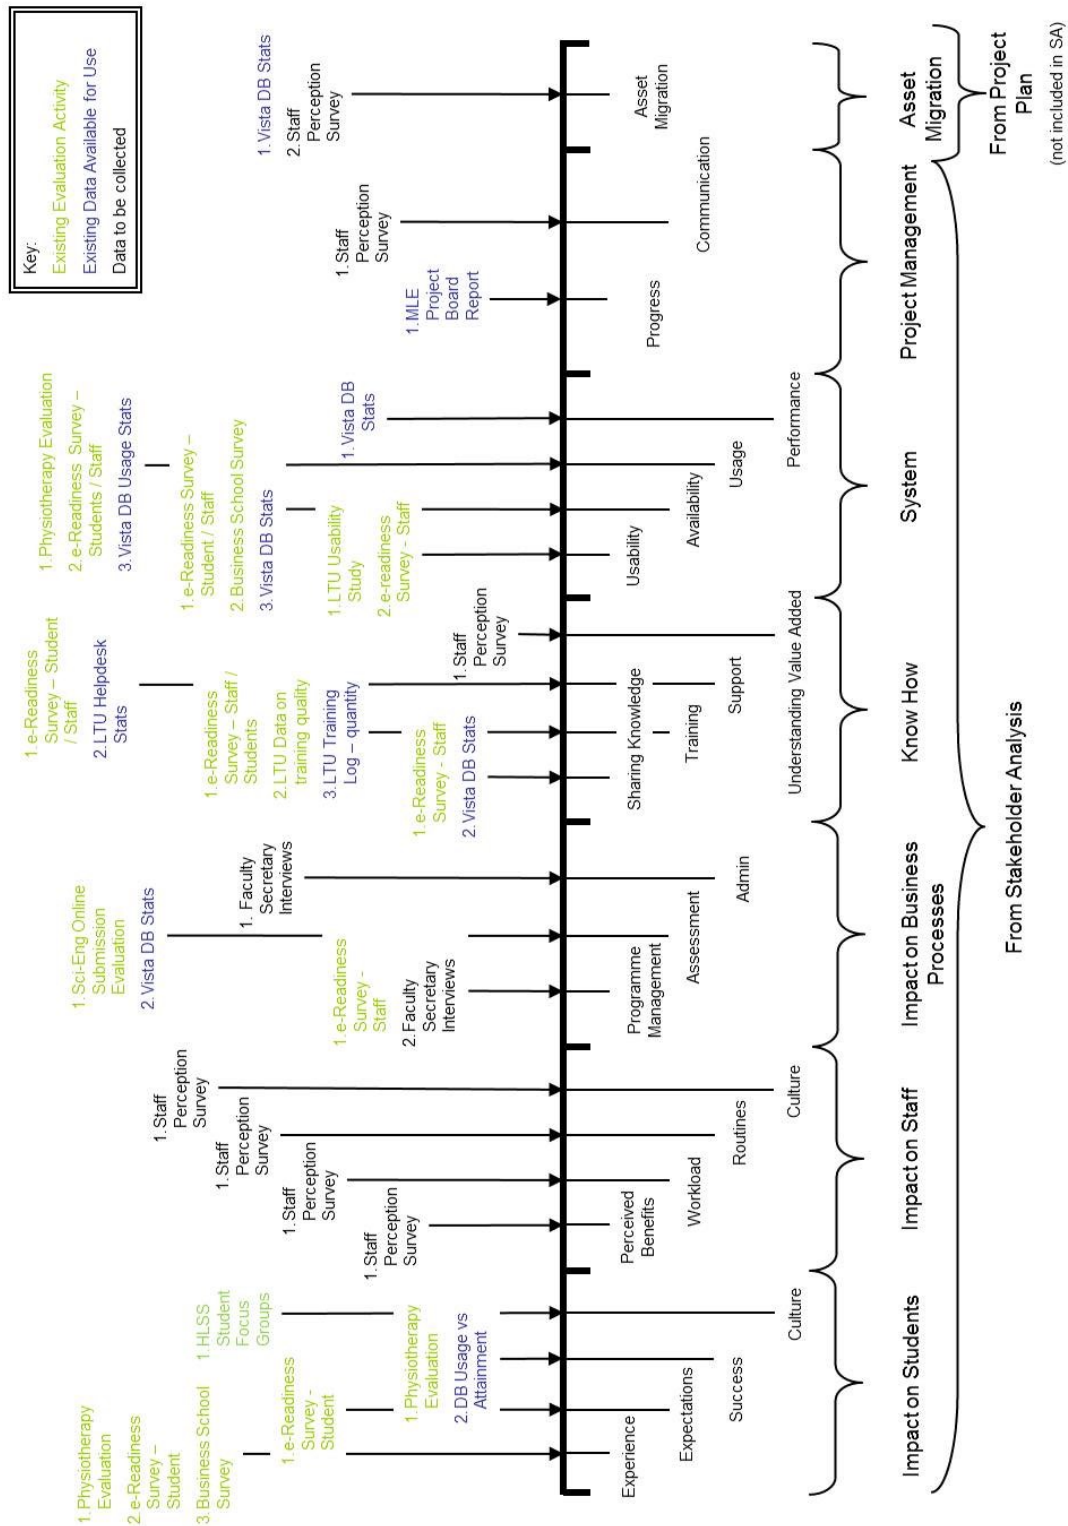 Key:
Existing Evaluation Activity
Existing Data Available for Use
Data to be collected
1.Physiotherapy
Evaluation
2.e-Readiness
Survey –
Student
3.Business School
Survey
1.e-Readiness
Survey -
Student
1.Physiotherapy
Evaluation
2.DB Usage vs
Attainment
1.HLSS
Student
Focus
Groups
1.Staff
Perception
Survey
1.Staff
Perception
Survey
1.Staff
Perception
Survey
1.Staff
Perception
Survey
1.e-Readiness
Survey -
Staff
2.Faculty
Secretary
Interviews
1.Sci-Eng Online
Submission
Evaluation
2.Vista DB Stats
1. Faculty
Secretary
Interviews
1.e-Readiness
Survey - Staff
2.Vista DB Stats
1.e-Readiness
Survey – Staff /
Students
2.LTU Data on
training quality
3.LTU Training
Log – quantity
1.e-Readiness
Survey – Student
/ Staff
2.LTU Helpdesk
Stats
1.Staff
Perception
Survey
1.LTU Usability
Study
2.e-readiness
Survey - Staff
1.e-Readiness Survey –
Student / Staff
2.Business School Survey
3.Vista DB Stats
1.Physiotherapy Evaluation
2.e-Readiness Survey –
Students / Staff
3.Vista DB Usage Stats
1.Vista DB
Stats
1.MLE
Project
Board
Report
1.Staff
Perception
Survey
1.Vista DB Stats
2.Staff
Perception
Survey
Experience
Expectations
Success
Culture
Perceived
Benefits
Workload
Routines
Culture
Programme
Management
Assessment
Admin
Sharing Knowledge
Training
Support
Understanding Value Added
Usability
Availability
Usage
Performance
Progress
Communication
Asset
Migration
Impact on Students
Impact on Staff
Impact on Business
Processes
Know How
System
Project Management
Asset
Migration
From Stakeholder Analysis
From Project
Plan
(not included in SA)